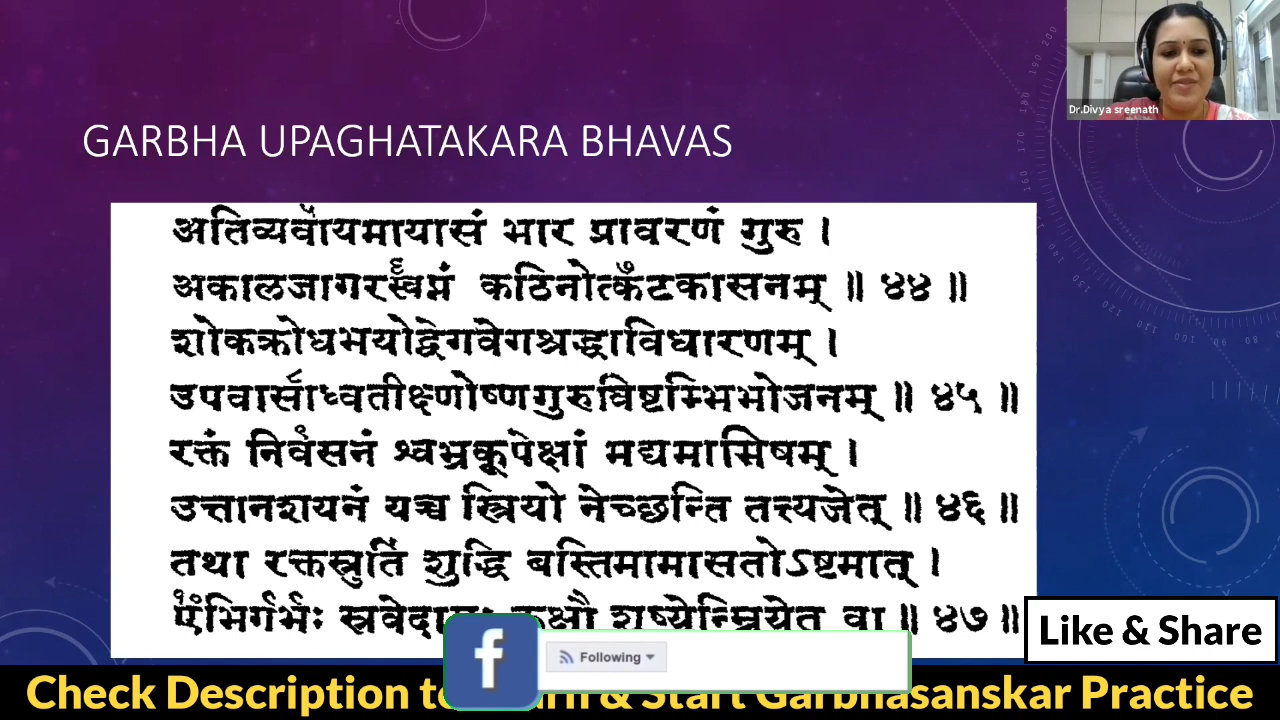 Dr.Divya sreenath
GARBHA UPAGHATAKARA BHAVAS
अतिव्यवायमायासं भार प्रावरणं गुरु ।
अकालजागरस्वप्नं कठिनोत्कटकासनम् ॥ ४४ ॥
शोकक्रोधभयोद्वेगवेगश्रद्धाविधारणम् ।
उपवासाध्वतीक्ष्णोष्णगुरुविष्टम्भिभोजनम् ॥ ४५ ॥
रक्तं निवसनं श्वभ्रकूपेक्षां मद्यमामिषम् ।
उत्तानशयनं यच्च स्त्रियो नेच्छन्ति तत्त्यजेत् ॥ ४६ ॥
तथा रक्तस्रुतिं शुद्धिं बस्तिमामासतोऽष्टमात् ।
एभिर्गर्भः स्रवेदामः कुक्षौ शुष्येन्म्रियेत वा ॥ ४७ ॥
Like & Share
f Following
Check Description to & Start Garbhasanskar Practice